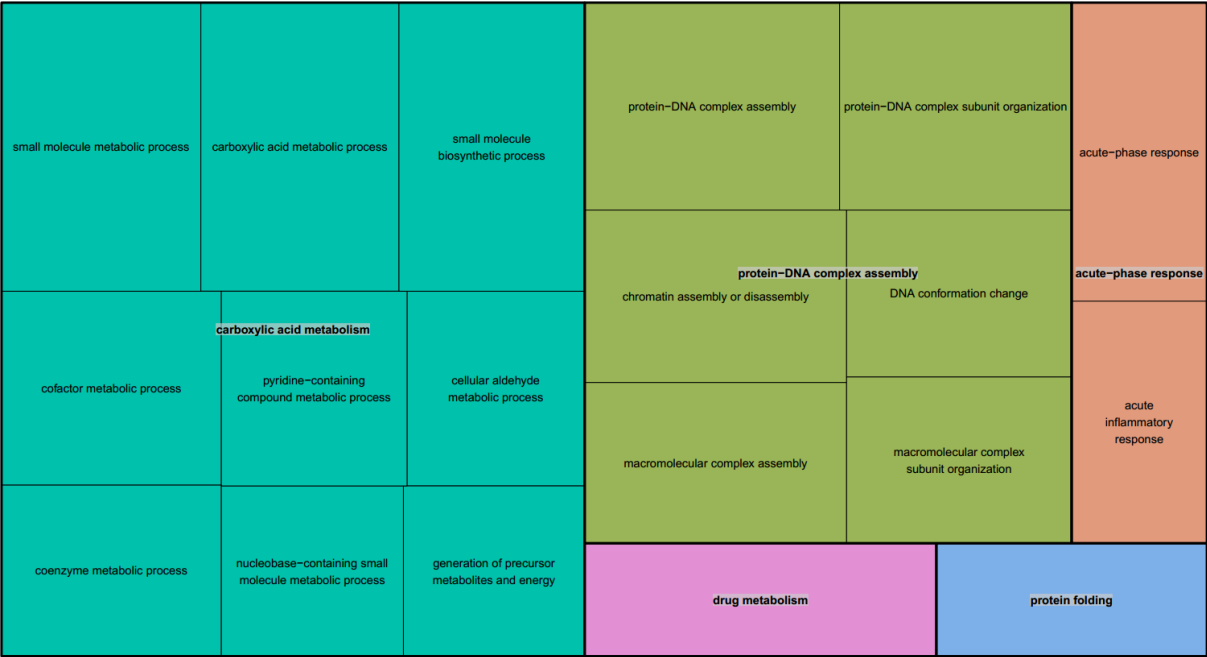 small molecule metabolic process
carboxylic acid metabolic process
small molecule
biosynthetic process
cofactor metabolic process
carboxylic acid metabolism
pyridine−containing
compound metabolic process
cellular aldehyde
metabolic process
coenzyme metabolic process
nucleobase−containing small
molecule metabolic process
generation of precursor
metabolites and energy
protein−DNA complex assembly
protein−DNA complex subunit organization
protein−DNA complex assembly
chromatin assembly or disassembly
DNA conformation change
macromolecular complex assembly
macromolecular complex
subunit organization
acute−phase response
acute−phase response
acute
inflammatory
response
drug metabolism
protein folding